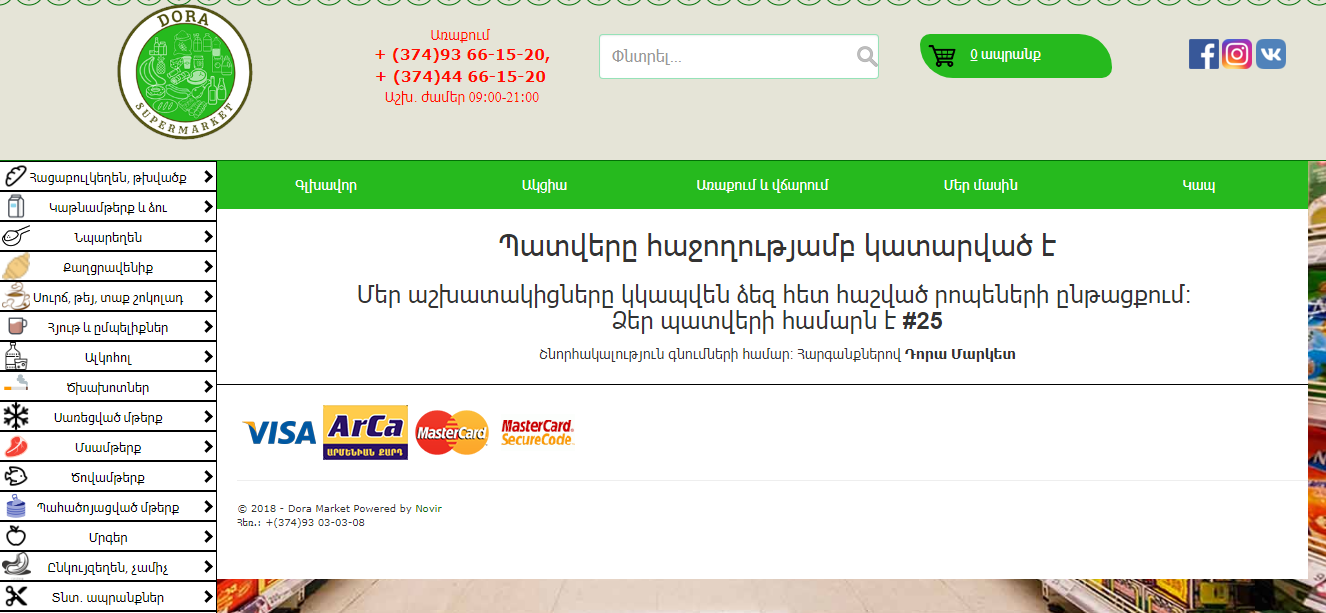 DORA
SUPERMARKET
Առաքում
+ (374)93 66-15-20,
+ (374)44 66-15-20
Աշխ. ժամեր 09:00-21:00
Փնտրել...
0 ապրանք
Հացաբուլկեղեն, թխվածք
Կաթնամթերք և ձու
Նպարեղեն
Քաղցրավենիք
Սուրճ, թեյ, տաք շոկոլադ
Հյութ և ըմպելիքներ
Ալկոհոլ
Ծխախոտներ
Սառեցված մթերք
Մսամթերք
Ծովամթերք
Պահածոյացված մթերք
Մրգեր
Ընկույզեղեն, չամիչ
Տնտ. ապրանքներ
Գլխավոր
Ակցիա
Առաքում և վճարում
Մեր մասին
Կապ
Պատվերը հաջողությամբ կատարված է
Մեր աշխատակիցները կկապվեն ձեզ հետ հաշված րոպեների ընթացքում:
Ձեր պատվերի համարն է #25
Շնորհակալություն գնումների համար: Հարգանքներով Դորա Մարկետ
VISA
ArCa
ԱՐՄԵՆԻԱՆ ՔԱՐԴ
MasterCard
MasterCard.
SecureCode.
© 2018 - Dora Market Powered by Novir
Հեռ.: +(374)93 03-03-08